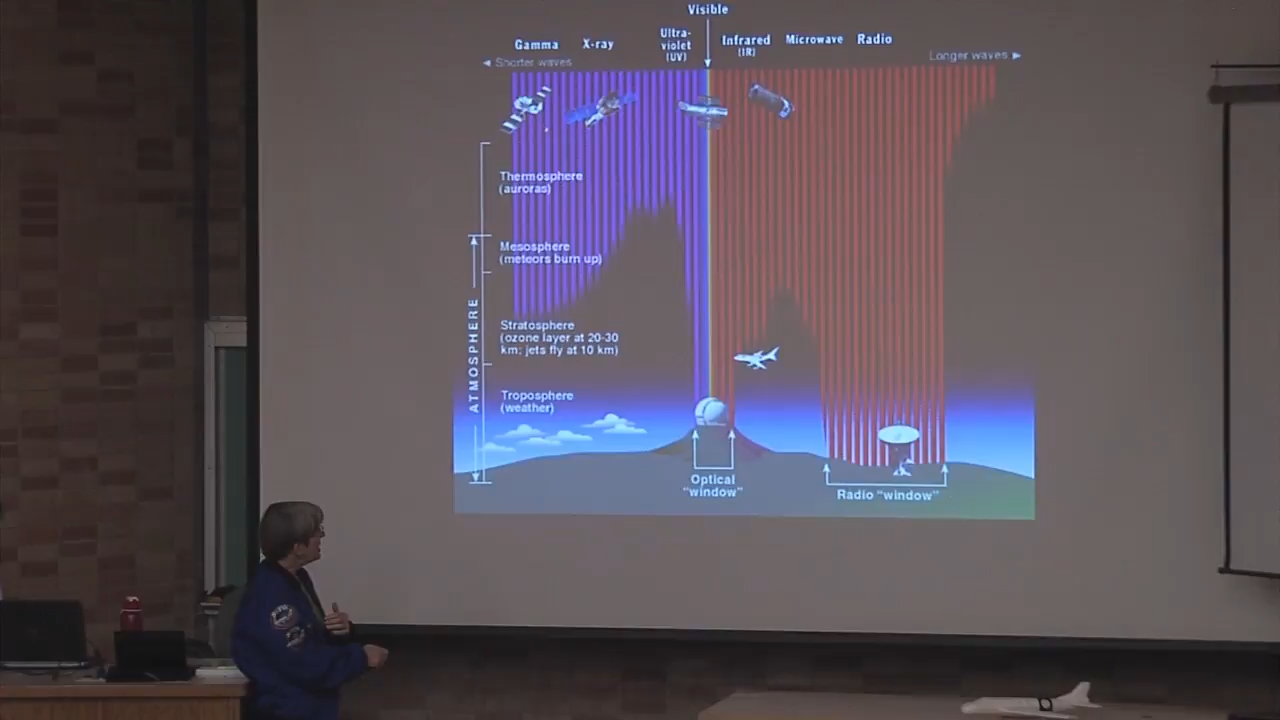 Visible
Gamma
X-ray
Ultra-
violet
(UV)
Infrared
(IR)
Microwave
Radio
◄ Shorter waves
Longer waves ►
Thermosphere
(auroras)
Mesosphere
(meteors burn up)
Stratosphere
(ozone layer at 20-30
km; jets fly at 10 km)
Troposphere
(weather)
ATMOSPHERE
Optical
"window"
Radio "window"